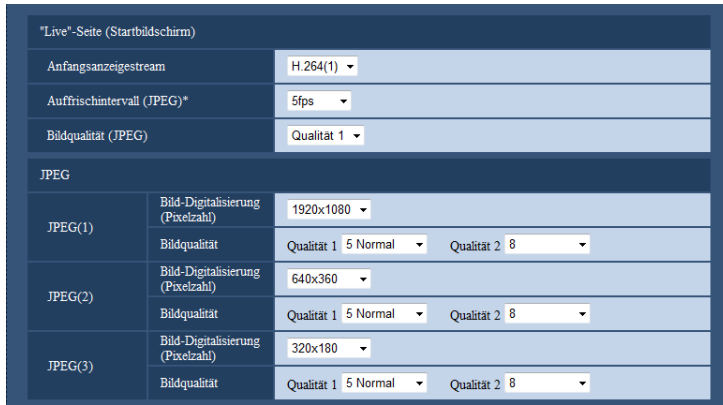 "Live"-Seite (Startbildschirm)
Anfangsanzeigestream H.264(1)
Auffrischintervall (JPEG)* 5fps
Bildqualität (JPEG) Qualität 1
JPEG
JPEG(1)
Bild-Digitalisierung
(Pixelzahl)
1920x1080
Bildqualität Qualität 1 5 Normal Qualität 2 8
JPEG(2)
Bild-Digitalisierung
(Pixelzahl)
640x360
Bildqualität Qualität 1 5 Normal Qualität 2 8
JPEG(3)
Bild-Digitalisierung
(Pixelzahl)
320x180
Bildqualität Qualität 1 5 Normal Qualität 2 8